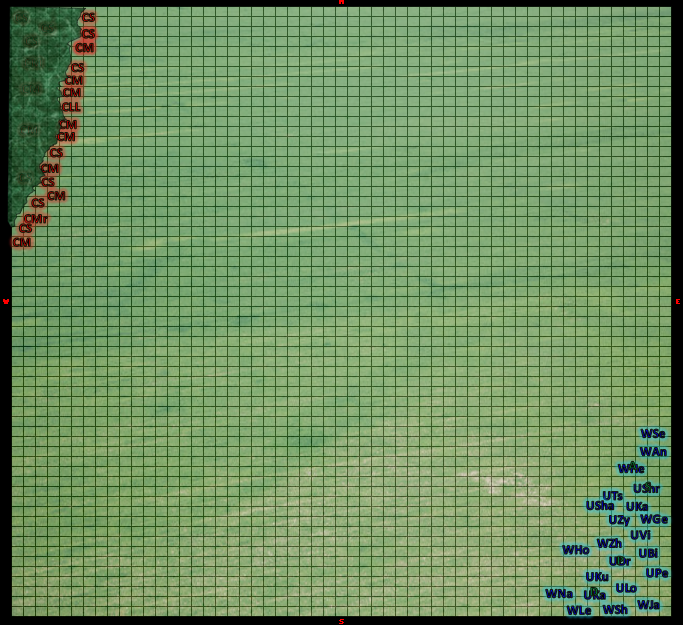 N
CS
CS
CM
CS
CM
CM
CLL
CM
CM
CS
CM
CS
CM
CS
CMr
CS
CM
W
E
WSe
WAn
WHe
UShr
UTs
USha
UKa
UZy
WGe
UVi
WZh
WHo
UBi
UDr
UPe
UKu
ULo
WNa
UKa
WJa
WLe
WSh
S